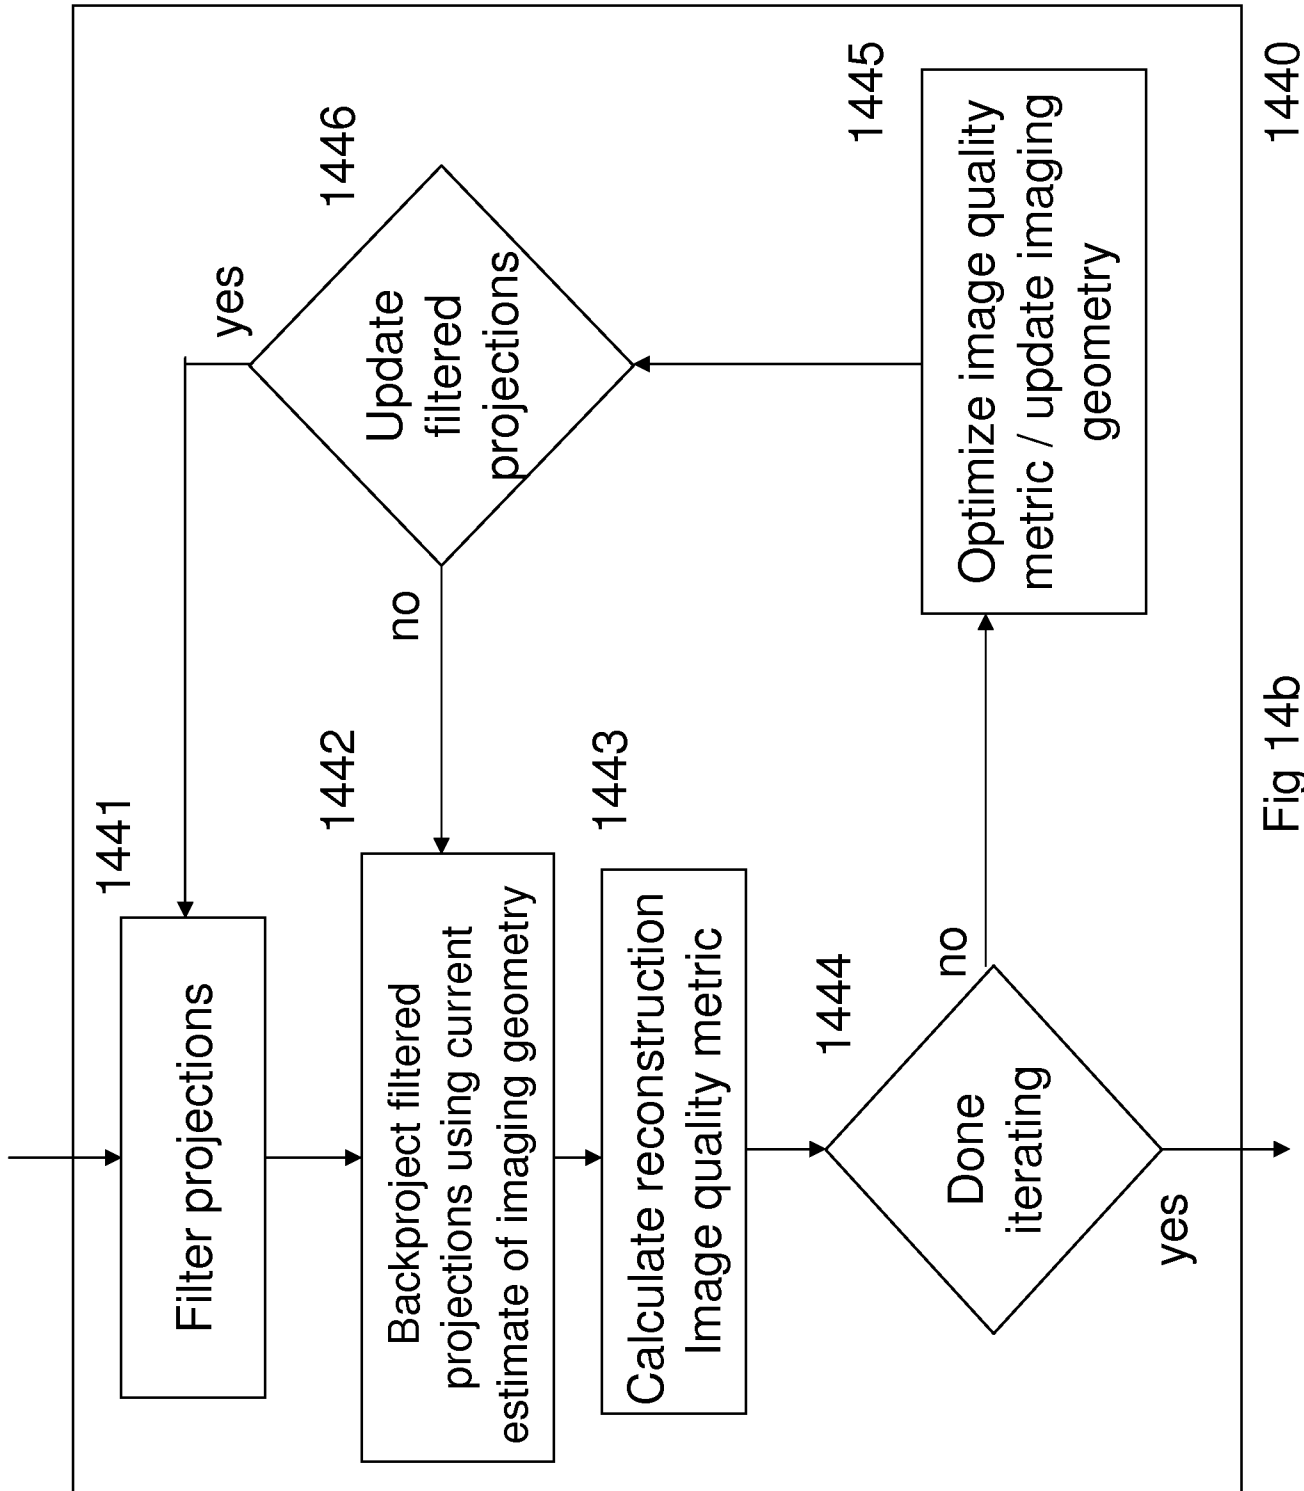 1441
Filter projections
1442
Backproject filtered
projections using current
estimate of imaging geometry
1443
Calculate reconstruction
Image quality metric
1444
Done
iterating
no
yes
1445
Optimize image quality
metric / update imaging
geometry
1446
Update
filtered
projections
yes
no
1440
Fig 14b